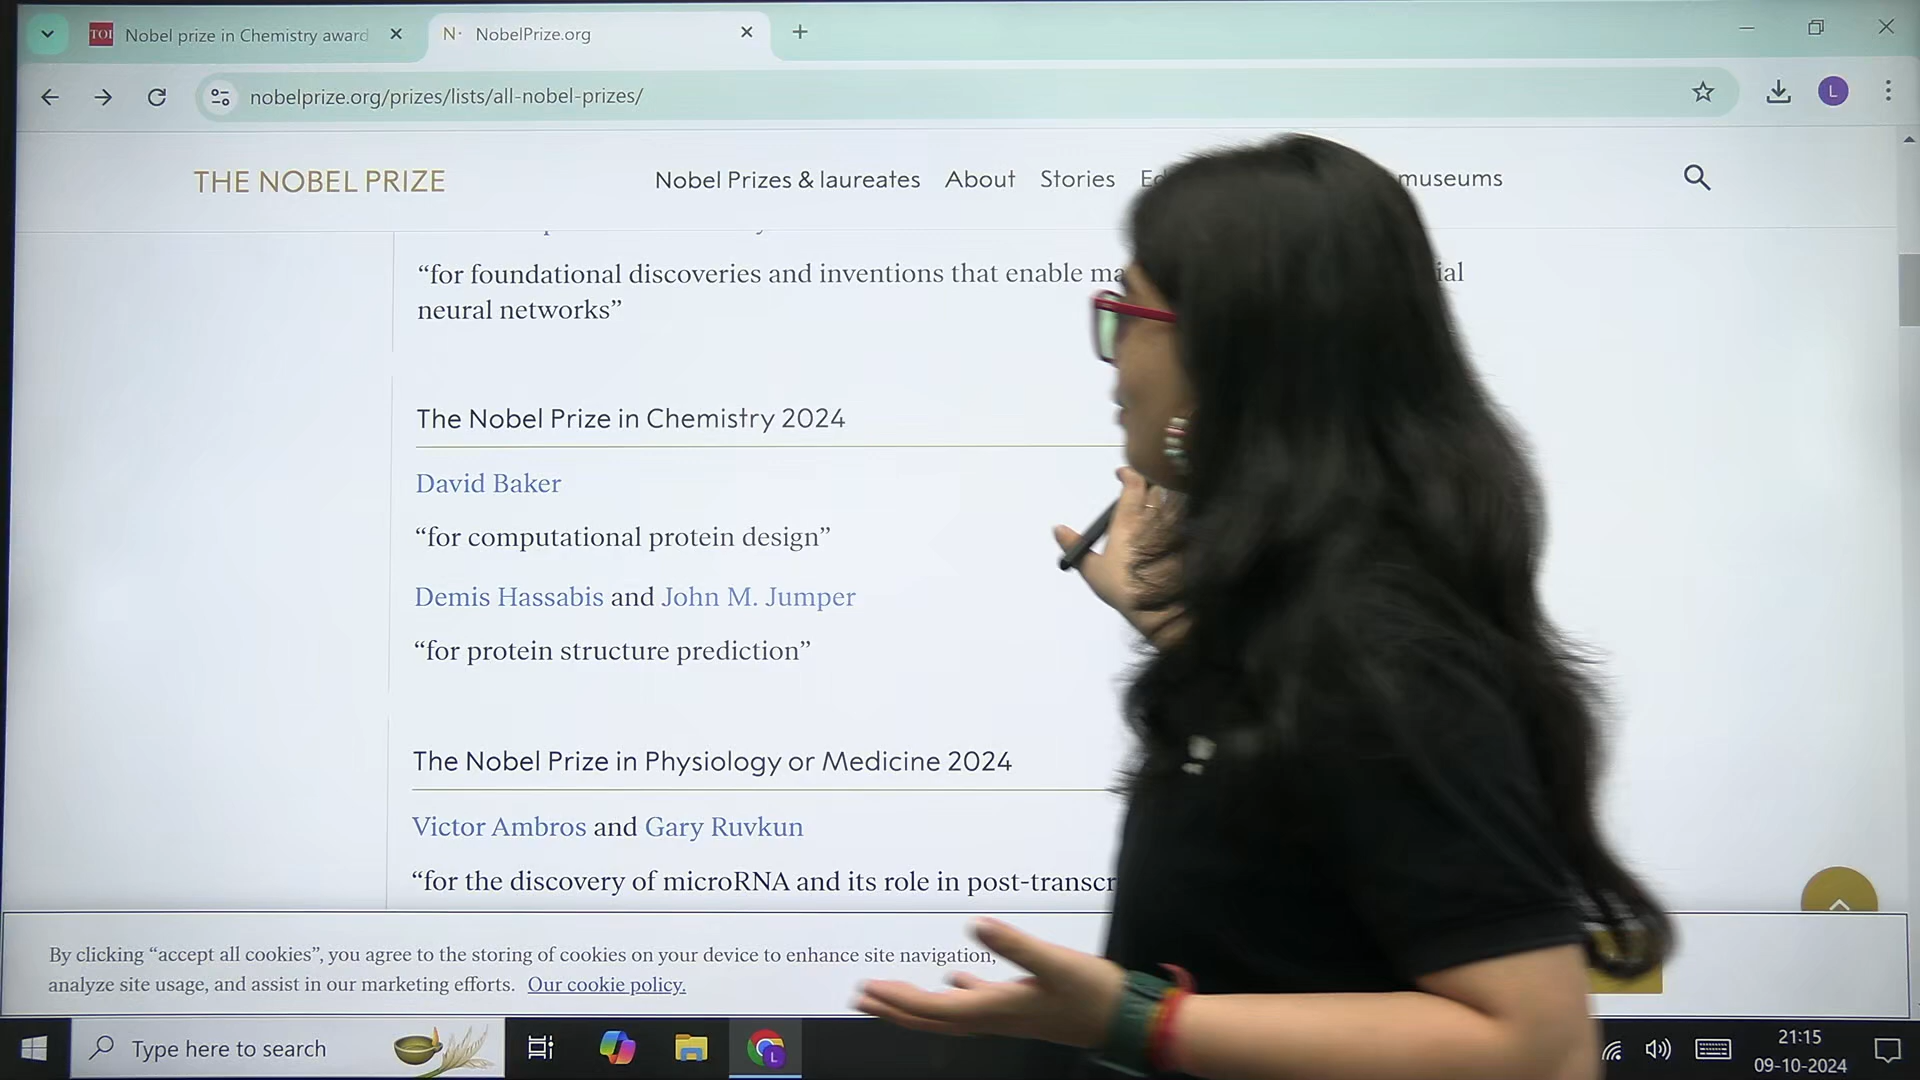 TOI Nobel prize in Chemistry award
N· NobelPrize.org
nobelprize.org/prizes/lists/all-nobel-prizes/
L
THE NOBEL PRIZE
Nobel Prizes & laureates About Stories museums
“for foundational discoveries and inventions that enable
neural networks”
The Nobel Prize in Chemistry 2024
David Baker
“for computational protein design”
Demis Hassabis and John M. Jumper
“for protein structure prediction”
The Nobel Prize in Physiology or Medicine 2024
Victor Ambros and Gary Ruvkun
“for the discovery of microRNA and its role in post-transcr
By clicking “accept all cookies”, you agree to the storing of cookies on your device to enhance site navigation,
analyze site usage, and assist in our marketing efforts. Our cookie policy.
Type here to search
L
21:15
09-10-2024